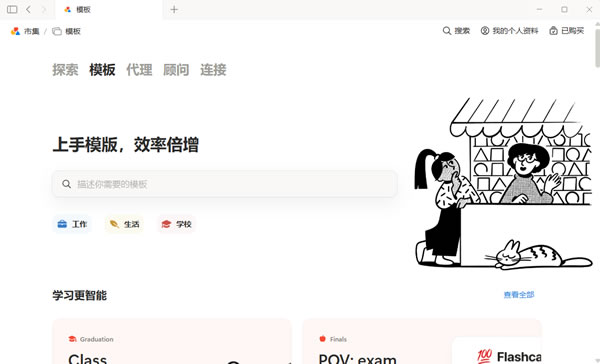 模板
市集 / 模板
搜索 我的个人资料 已购买
探索 模板 代理 顾问 连接
上手模版，效率倍增
描述你需要的模板
工作 生活 学校
学习更智能 查看全部
Graduation
Class
Finals
POV: exam
💯 Flashca